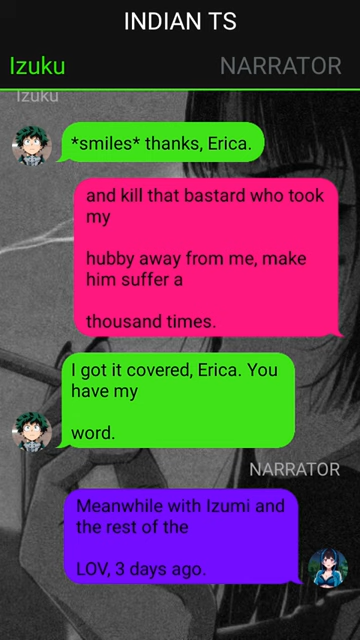 INDIAN TS
Izuku NARRATOR
Izuku
*smiles* thanks, Erica.
and kill that bastard who took
my
hubby away from me, make
him suffer a
thousand times.
I got it covered, Erica. You
have my
word.
NARRATOR
Meanwhile with Izumi and
the rest of the
LOV, 3 days ago.